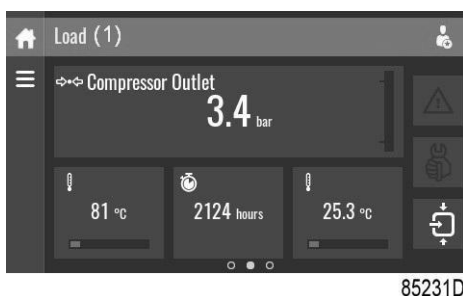 Load (1)
Compressor Outlet
3.4 bar
81 °C
2124 hours
25.3 °C
85231D